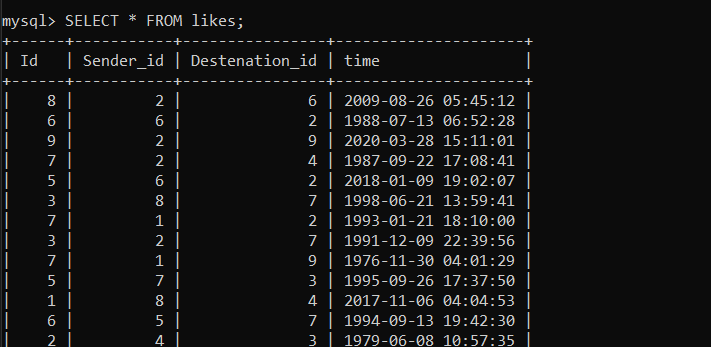 mysql> SELECT * FROM likes;
+------+-----------+----------------+---------------------+
| Id   | Sender_id | Destenation_id | time                |
+------+-----------+----------------+---------------------+
|    8 |         2 |              6 | 2009-08-26 05:45:12 |
|    6 |         6 |              2 | 1988-07-13 06:52:28 |
|    9 |         2 |              9 | 2020-03-28 15:11:01 |
|    7 |         2 |              4 | 1987-09-22 17:08:41 |
|    5 |         6 |              2 | 2018-01-09 19:02:07 |
|    3 |         8 |              7 | 1998-06-21 13:59:41 |
|    7 |         1 |              2 | 1993-01-21 18:10:00 |
|    3 |         2 |              7 | 1991-12-09 22:39:56 |
|    7 |         1 |              9 | 1976-11-30 04:01:29 |
|    5 |         7 |              3 | 1995-09-26 17:37:50 |
|    1 |         8 |              4 | 2017-11-06 04:04:53 |
|    6 |         5 |              7 | 1994-09-13 19:42:30 |
|    2 |         4 |              3 | 1979-06-08 10:57:35 |